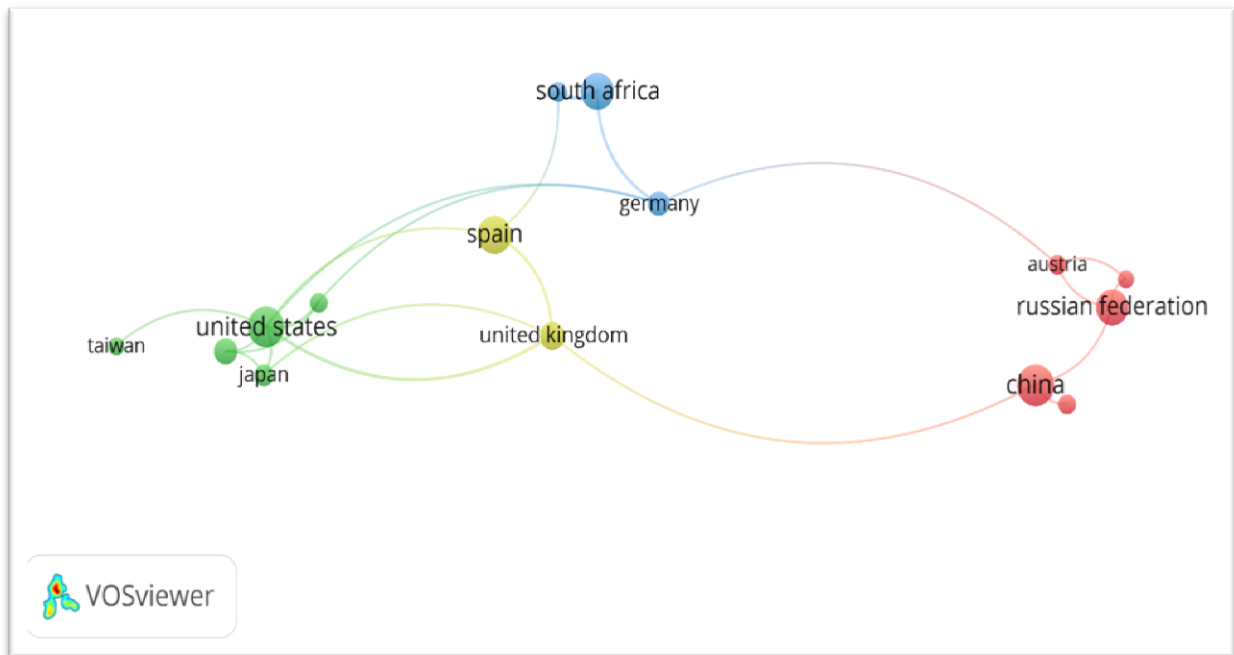 south africa
germany
spain
austria
russian federation
united states
united kingdom
taiwan
japan
china
VOSviewer